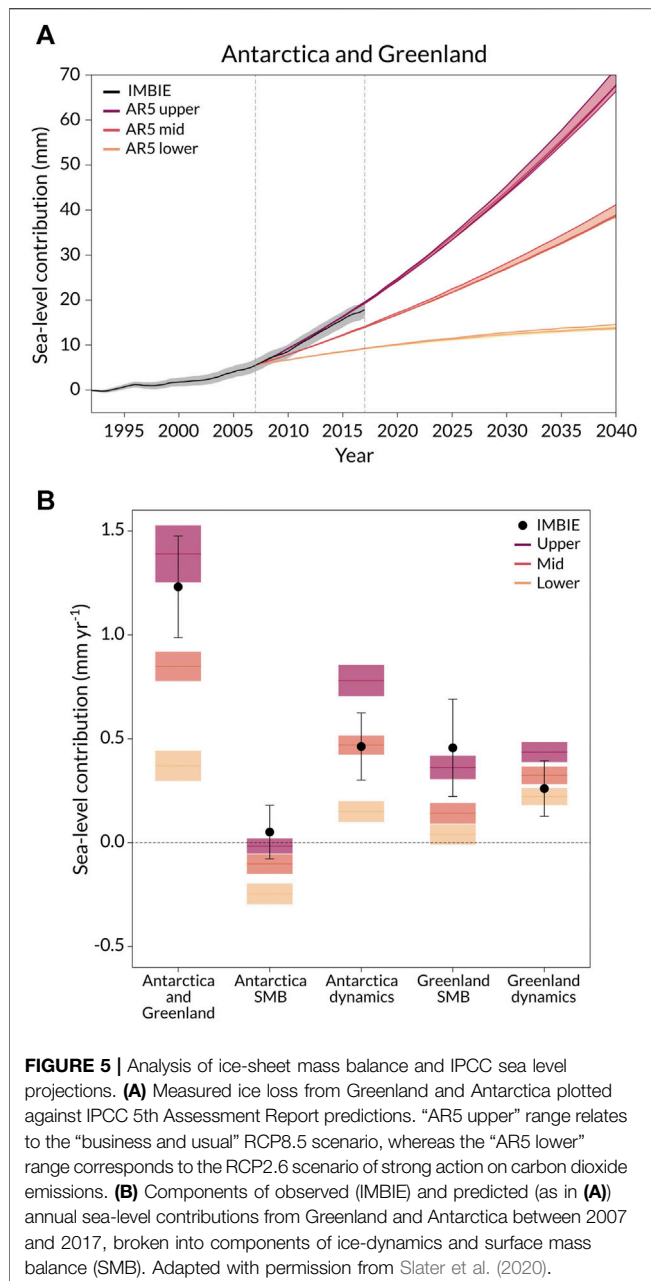 A
Antarctica and Greenland
IMBIE
AR5 upper
AR5 mid
AR5 lower
70
60
50
40
30
20
10
0
Sea-level contribution (mm)
1995 2000 2005 2010 2015 2020 2025 2030 2035 2040
Year
B
IMBIE
Upper
Mid
Lower
1.5
1.0
0.5
0.0
-0.5
Sea-level contribution (mm yr⁻¹)
Antarctica and Greenland
Antarctica SMB
Antarctica dynamics
Greenland SMB
Greenland dynamics
FIGURE 5 | Analysis of ice-sheet mass balance and IPCC sea level
projections. (A) Measured ice loss from Greenland and Antarctica plotted
against IPCC 5th Assessment Report predictions. “AR5 upper” range relates
to the “business and usual” RCP8.5 scenario, whereas the “AR5 lower”
range corresponds to the RCP2.6 scenario of strong action on carbon dioxide
emissions. (B) Components of observed (IMBIE) and predicted (as in (A))
annual sea-level contributions from Greenland and Antarctica between 2007
and 2017, broken into components of ice-dynamics and surface mass
balance (SMB). Adapted with permission from Slater et al. (2020).